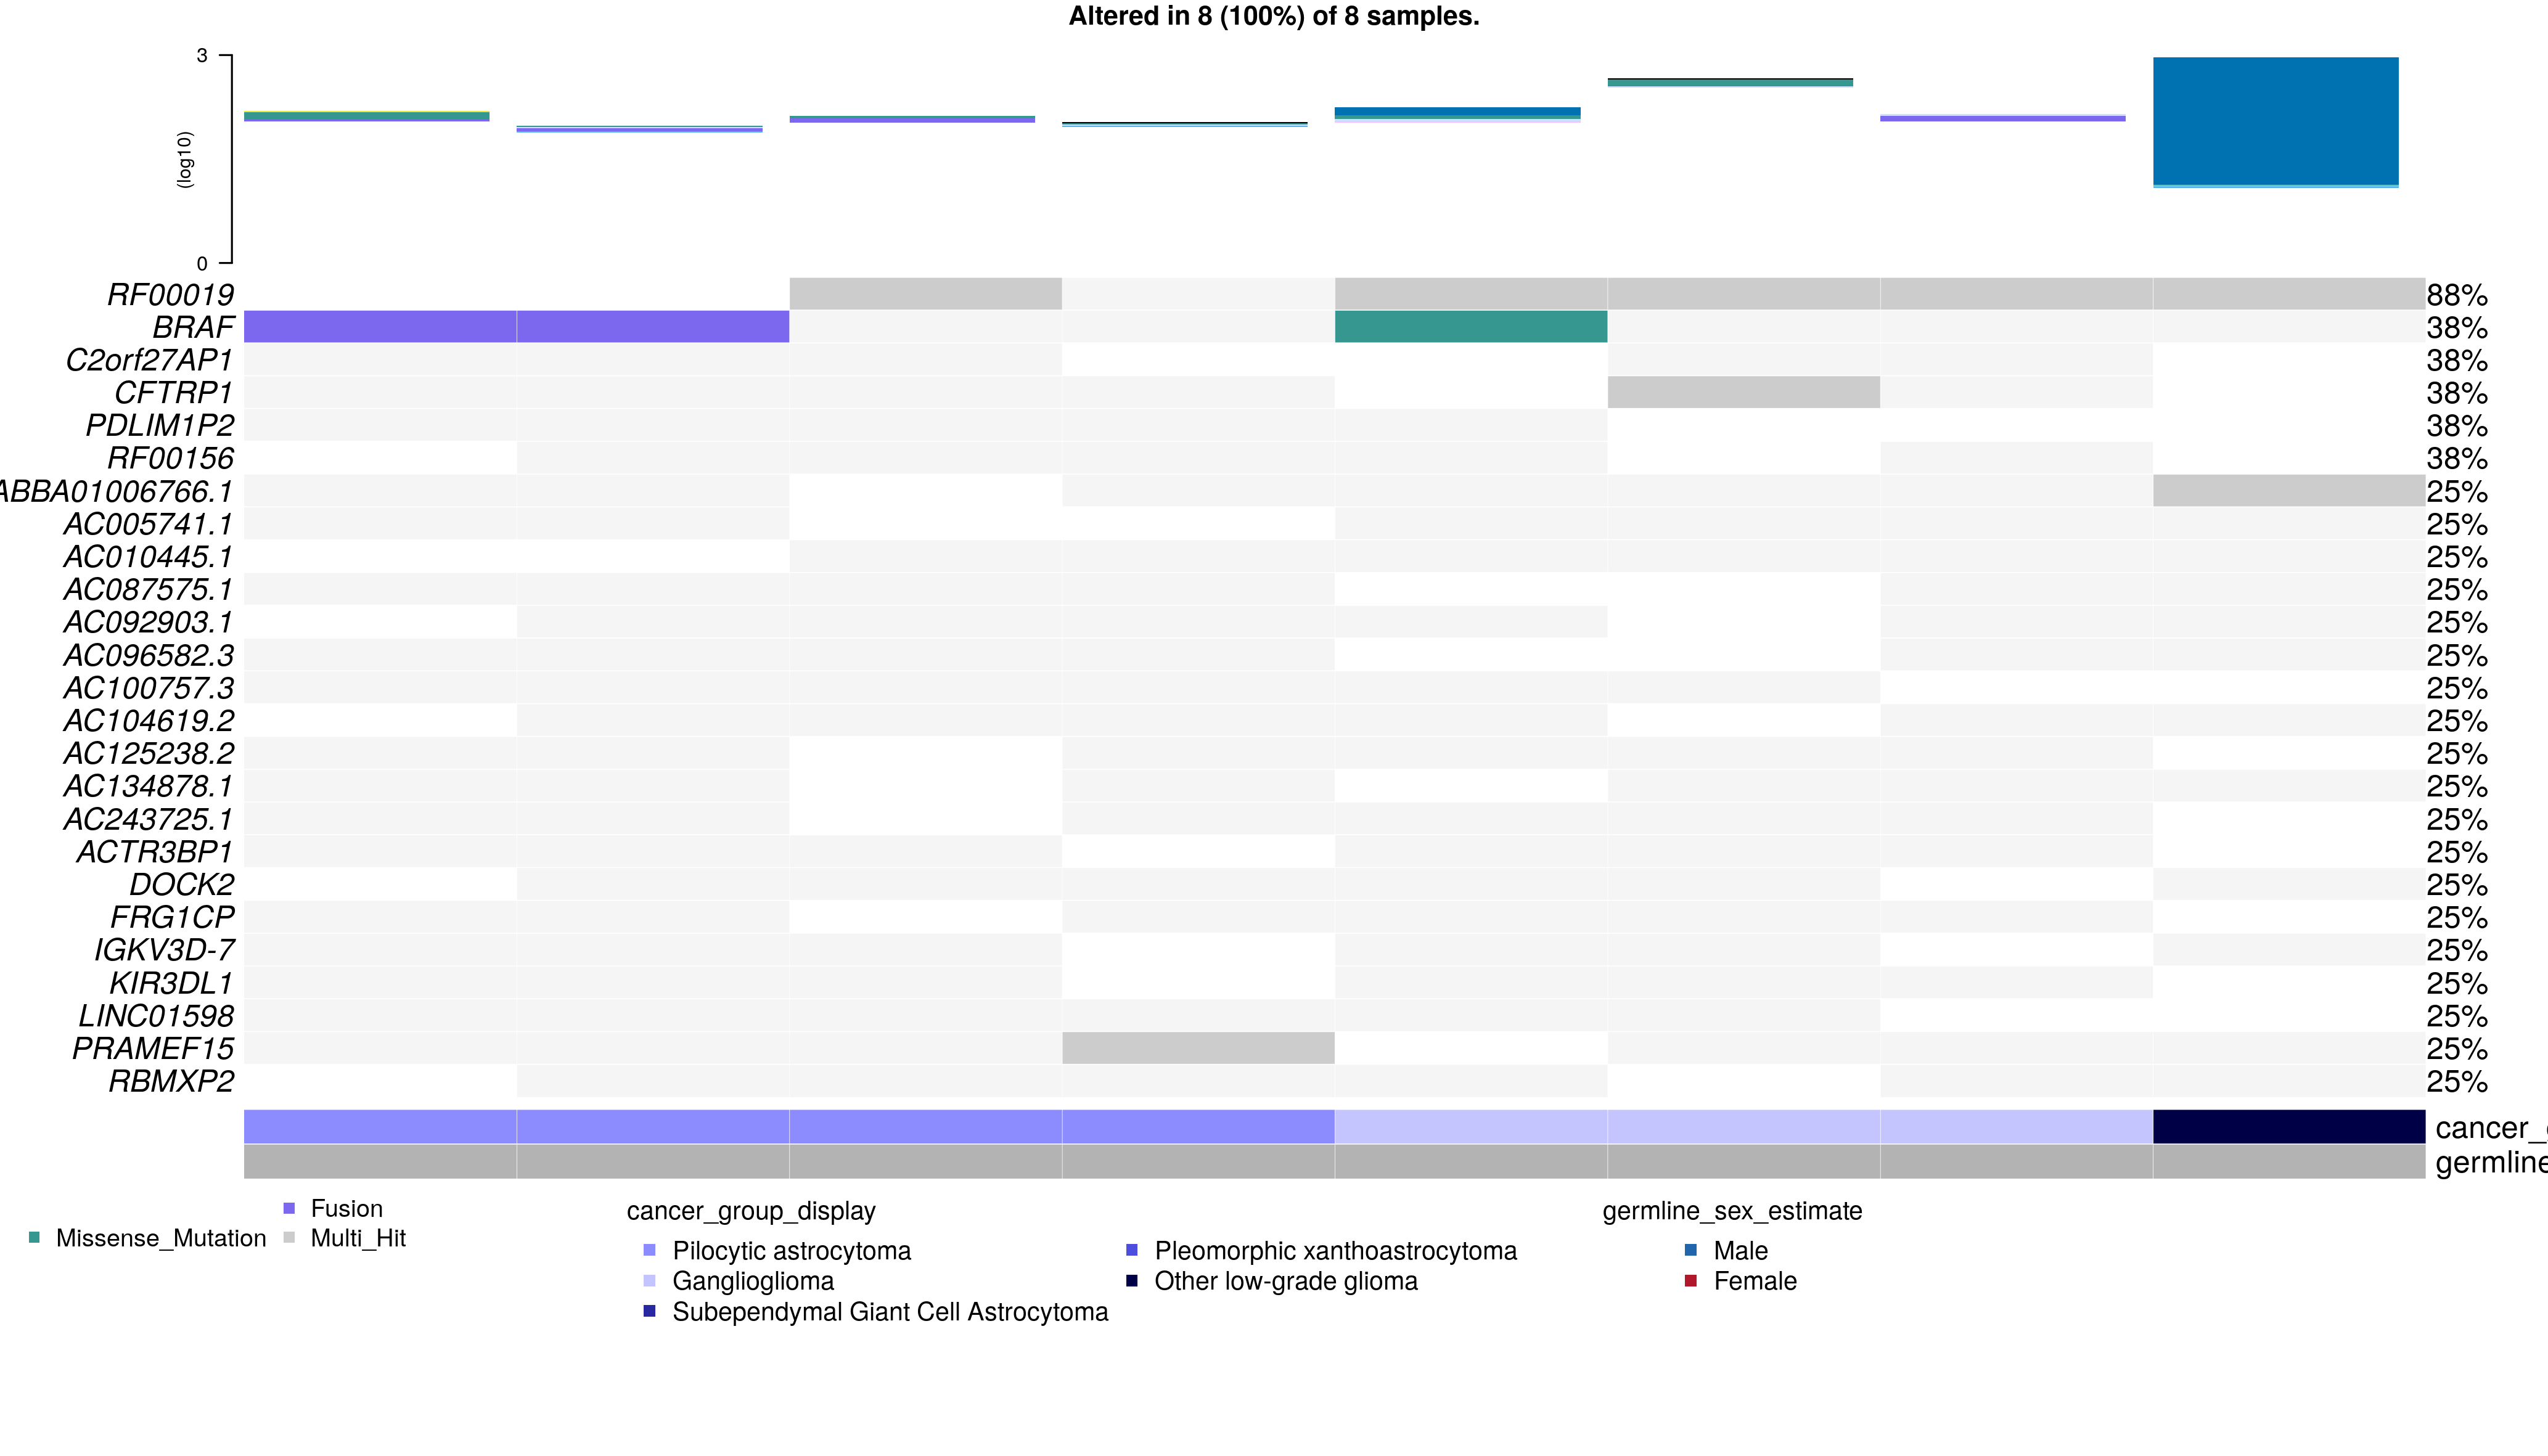 Altered in 8 (100%) of 8 samples.
3
(log10)
0
RF00019 88%
BRAF 38%
C2orf27AP1 38%
CFTRP1 38%
PDLIM1P2 38%
RF00156 38%
ABBA01006766.1 25%
AC005741.1 25%
AC010445.1 25%
AC087575.1 25%
AC092903.1 25%
AC096582.3 25%
AC100757.3 25%
AC104619.2 25%
AC125238.2 25%
AC134878.1 25%
AC243725.1 25%
ACTR3BP1 25%
DOCK2 25%
FRG1CP 25%
IGKV3D-7 25%
KIR3DL1 25%
LINC01598 25%
PRAMEF15 25%
RBMXP2 25%
cancer_
germline
Fusion
Missense_Mutation Multi_Hit
cancer_group_display
Pilocytic astrocytoma Pleomorphic xanthoastrocytoma
Ganglioglioma Other low-grade glioma
Subependymal Giant Cell Astrocytoma
germline_sex_estimate
Male
Female